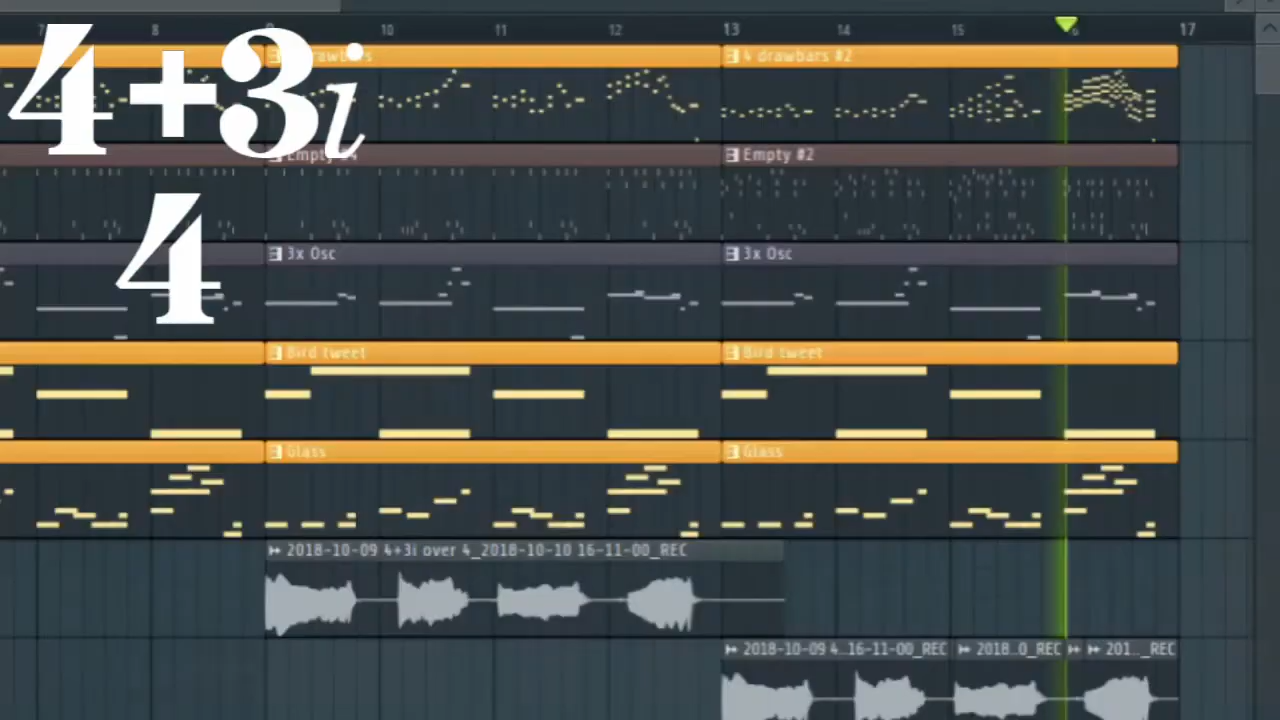 7 8 9 10 11 12 13 14 15 17
4+3i
4
drawbars 4 drawbars #2
Empty #2
3x Osc 3x Osc
Bird tweet Bird tweet
Glass Glass
2018-10-09 4+3i over 4_2018-10-10 16-11-00_REC
2018-10-09 4..16-11-00_REC 2018..0_REC 201.._REC